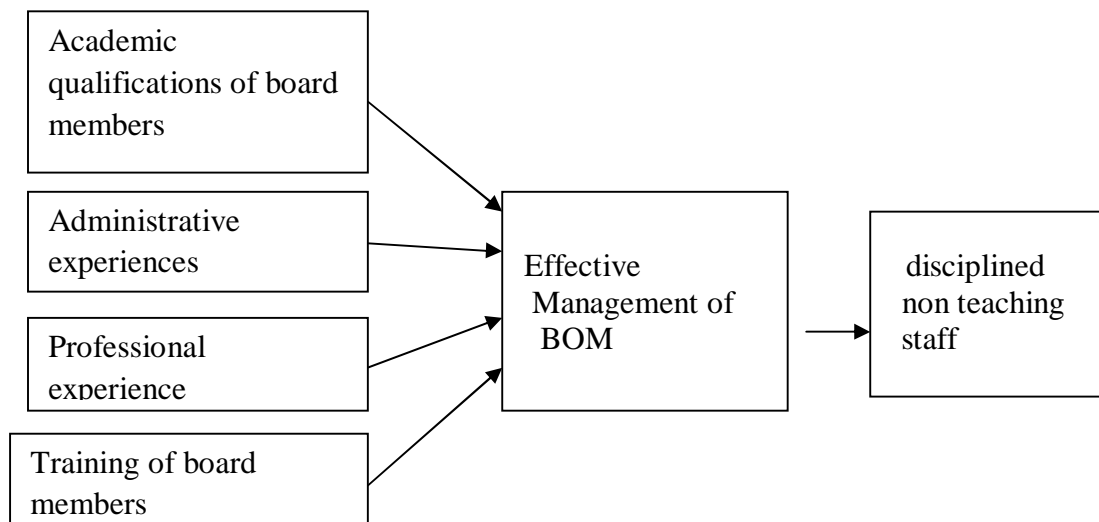 Academic
qualifications of board
members
Administrative
experiences
Professional
experience
Training of board
members
Effective
Management of
BOM
disciplined
non teaching
staff